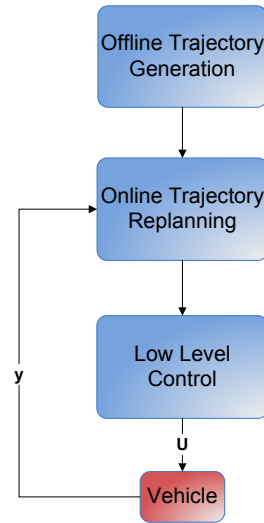 Offline Trajectory
Generation
Online Trajectory
Replanning
Low Level
Control
y
U
Vehicle